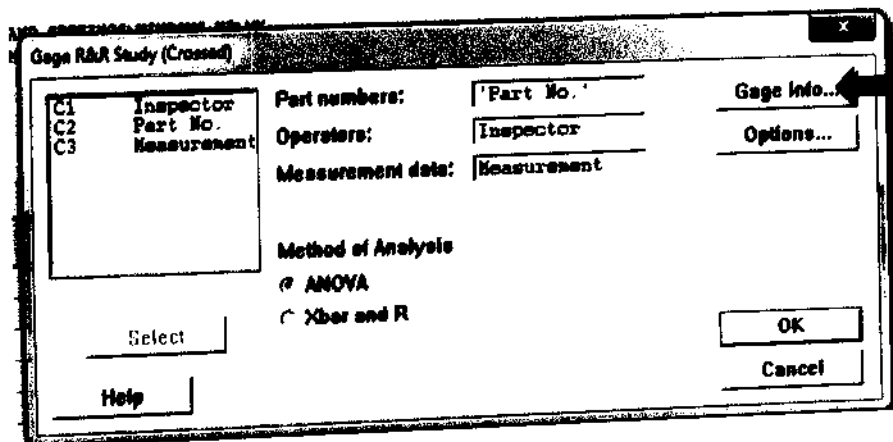 Gage R&R Study (Crossed)
x
C1 Inspector
C2 Part No.
C3 Measurement
Part numbers: 'Part No.'
Operators: Inspector
Measurement data: Measurement
Gage Info...
Options...
Method of Analysis
ANOVA
Xbar and R
Select
OK
Help
Cancel